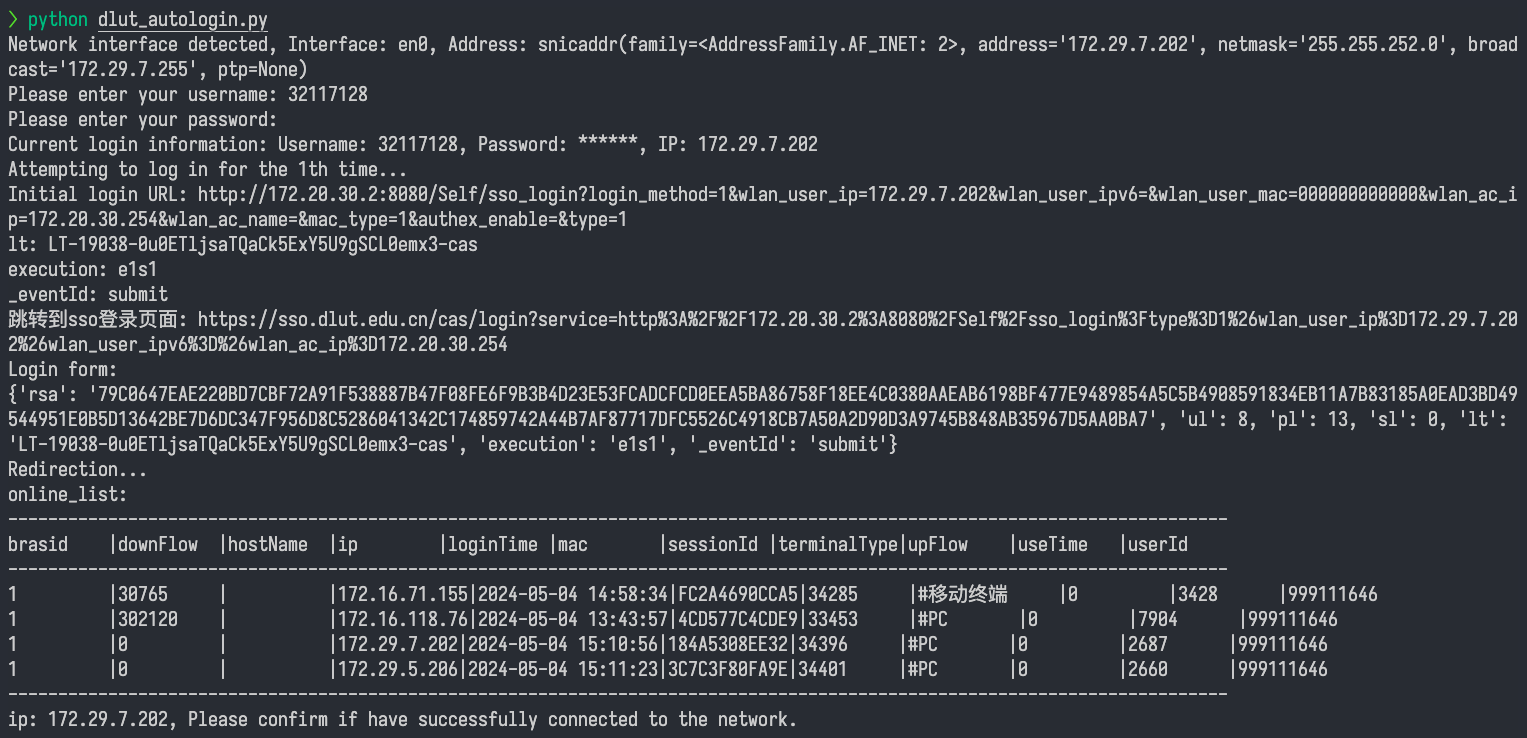 ❯ python dlut_autologin.py
Network interface detected, Interface: en0, Address: snicaddr(family=<AddressFamily.AF_INET: 2>, address='172.29.7.202', netmask='255.255.252.0', broad
cast='172.29.7.255', ptp=None)
Please enter your username: 32117128
Please enter your password:
Current login information: Username: 32117128, Password: ******, IP: 172.29.7.202
Attempting to log in for the 1th time...
Initial login URL: http://172.20.30.2:8080/Self/sso_login?login_method=1&wlan_user_ip=172.29.7.202&wlan_user_ipv6=&wlan_user_mac=000000000000&wlan_ac_i
p=172.20.30.254&wlan_ac_name=&mac_type=1&authex_enable=&type=1
lt: LT-19038-0u0ETljsaTQaCk5ExY5U9gSCL0emx3-cas
execution: e1s1
_eventId: submit
跳转到sso登录页面: https://sso.dlut.edu.cn/cas/login?service=http%3A%2F%2F172.20.30.2%3A8080%2FSelf%2Fsso_login%3Ftype%3D1%26wlan_user_ip%3D172.29.7.20
2%26wlan_user_ipv6%3D%26wlan_ac_ip%3D172.20.30.254
Login form:
{'rsa': '79C0647EAE220BD7CBF72A91F538887B47F08FE6F9B3B4D23E53FCADCFCD0EEA5BA86758F18EE4C0380AAEAB6198BF477E9489854A5C5B4908591834EB11A7B83185A0EAD3BD49
544951E0B5D13642BE7D6DC347F956D8C5286041342C174859742A44B7AF87717DFC5526C4918CB7A50A2D90D3A9745B848AB35967D5AA0BA7', 'ul': 8, 'pl': 13, 'sl': 0, 'lt':
'LT-19038-0u0ETljsaTQaCk5ExY5U9gSCL0emx3-cas', 'execution': 'e1s1', '_eventId': 'submit'}
Redirection...
online_list:
--------------------------------------------------------------------------------------------------------------------------
brasid    |downFlow  |hostName  |ip        |loginTime |mac       |sessionId |terminalType|upFlow    |useTime   |userId
--------------------------------------------------------------------------------------------------------------------------
1         |30765     |          |172.16.71.155|2024-05-04 14:58:34|FC2A4690CCA5|34285     |#移动终端     |0         |3428      |999111646
1         |302120    |          |172.16.118.76|2024-05-04 13:43:57|4CD577C4CDE9|33453     |#PC       |0         |7904      |999111646
1         |0         |          |172.29.7.202|2024-05-04 15:10:56|184A5308EE32|34396     |#PC       |0         |2687      |999111646
1         |0         |          |172.29.5.206|2024-05-04 15:11:23|3C7C3F80FA9E|34401     |#PC       |0         |2660      |999111646
--------------------------------------------------------------------------------------------------------------------------
ip: 172.29.7.202, Please confirm if have successfully connected to the network.